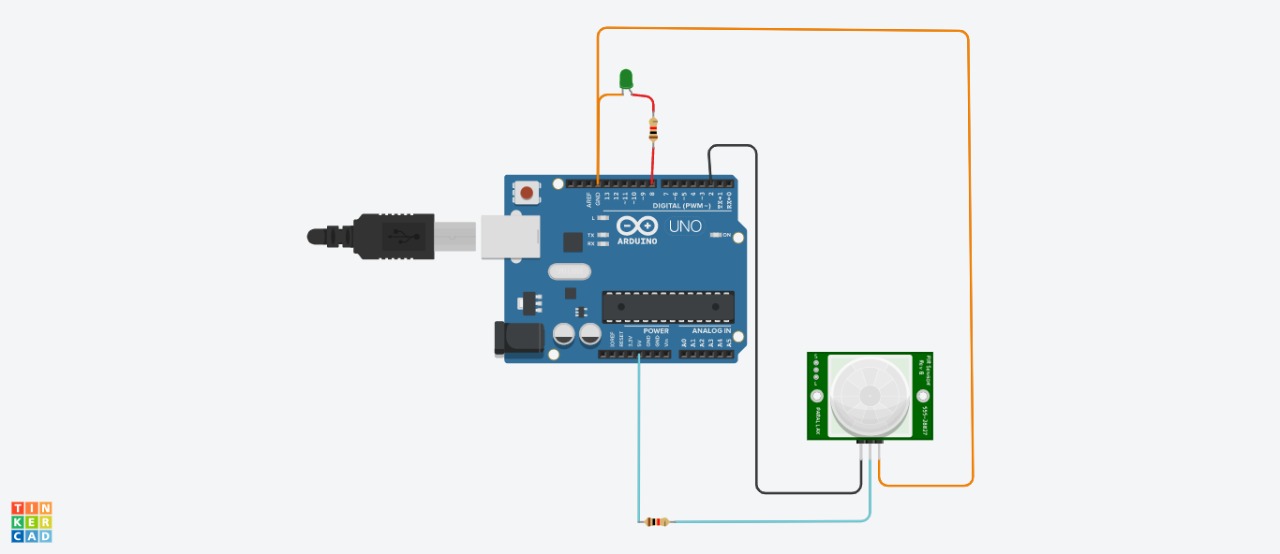 AREF
GND
13
12
~11
~10
~9
8
7
~6
~5
4
~3
2
TX→1
RX←0
DIGITAL (PWM~)
L
TX
RX
ARDUINO
UNO
ON
POWER
ANALOG IN
IOREF
RESET
3.3V
5V
GND
GND
Vin
A0
A1
A2
A3
A4
A5
PIR Sensor
Rev B
555-28027
PARALLAX
TIN
KER
CAD